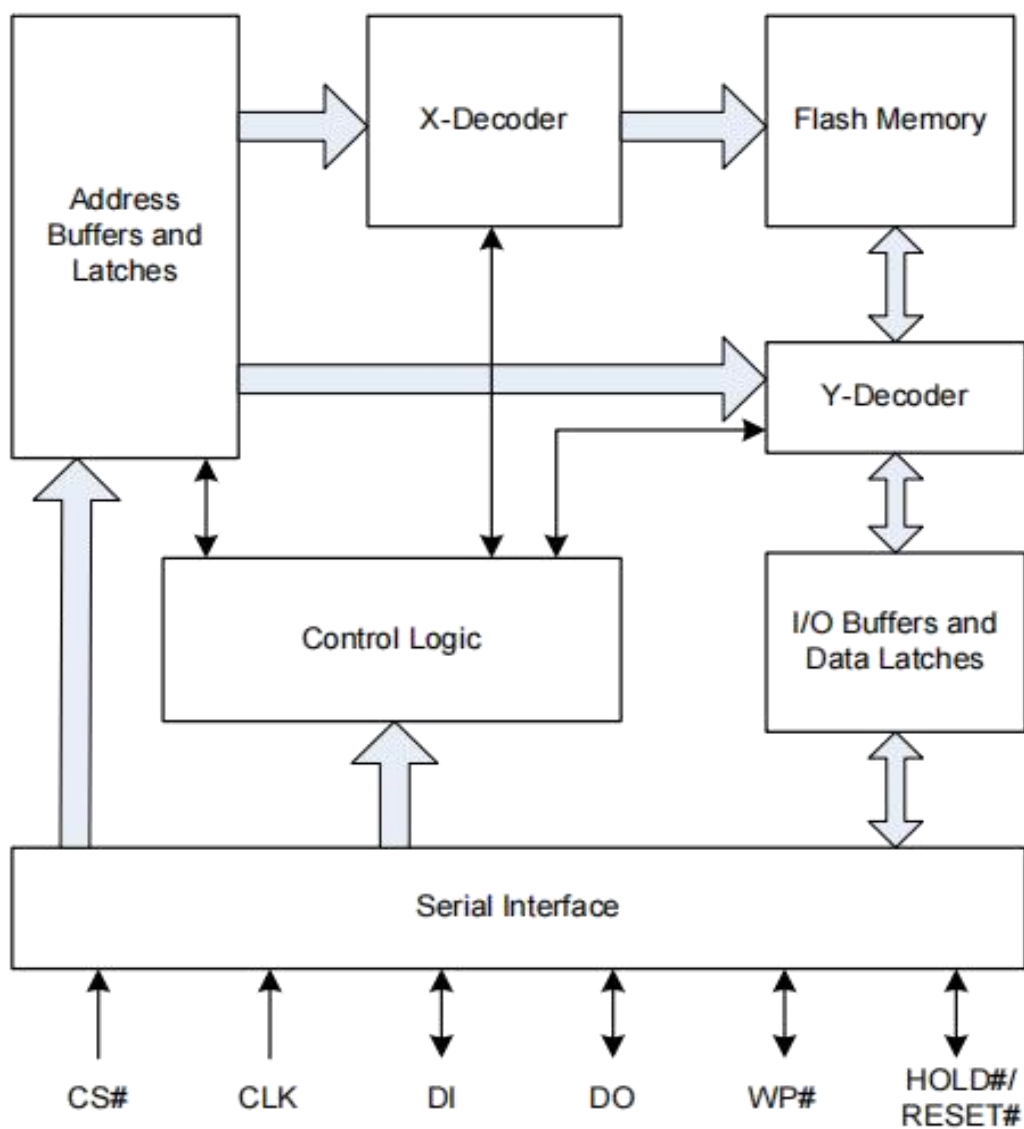 X-Decoder
Flash Memory
Address
Buffers and
Latches
Y-Decoder
Control Logic
I/O Buffers and
Data Latches
Serial Interface
CS#
CLK
DI
DO
WP#
HOLD#/
RESET#